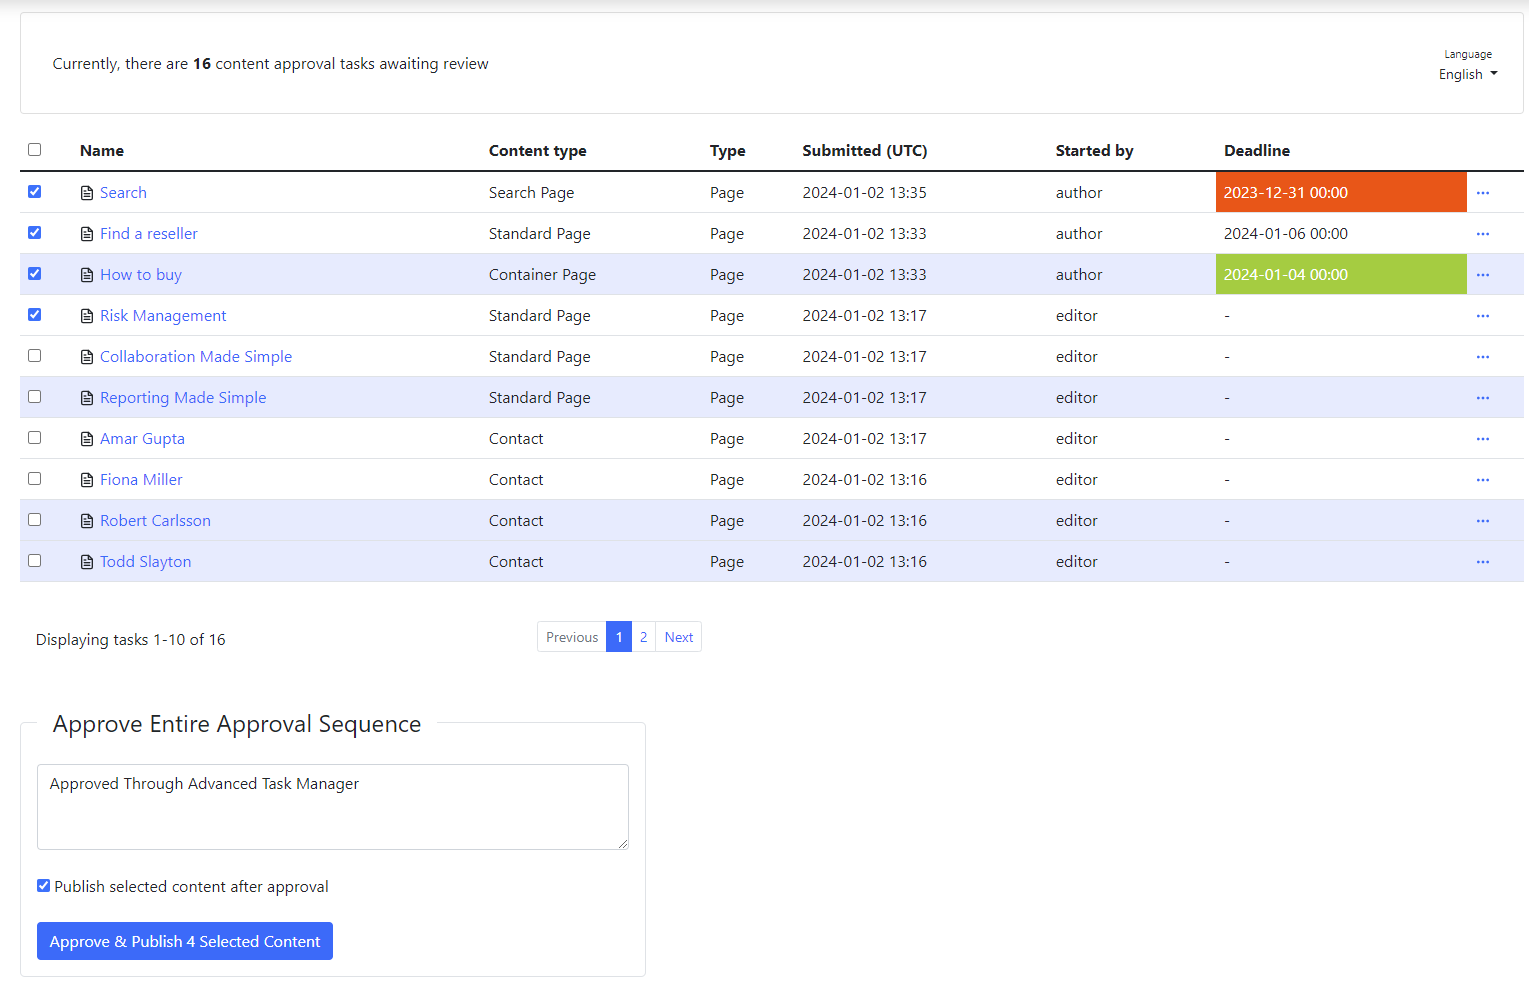 Currently, there are 16 content approval tasks awaiting review
Language
English
Name Content type Type Submitted (UTC) Started by Deadline
Search Search Page Page 2024-01-02 13:35 author 2023-12-31 00:00 ...
Find a reseller Standard Page Page 2024-01-02 13:33 author 2024-01-06 00:00 ...
How to buy Container Page Page 2024-01-02 13:33 author 2024-01-04 00:00 ...
Risk Management Standard Page Page 2024-01-02 13:17 editor - ...
Collaboration Made Simple Standard Page Page 2024-01-02 13:17 editor - ...
Reporting Made Simple Standard Page Page 2024-01-02 13:17 editor - ...
Amar Gupta Contact Page 2024-01-02 13:17 editor - ...
Fiona Miller Contact Page 2024-01-02 13:16 editor - ...
Robert Carlsson Contact Page 2024-01-02 13:16 editor - ...
Todd Slayton Contact Page 2024-01-02 13:16 editor - ...
Displaying tasks 1-10 of 16 Previous 1 2 Next
Approve Entire Approval Sequence
Approved Through Advanced Task Manager
Publish selected content after approval
Approve & Publish 4 Selected Content